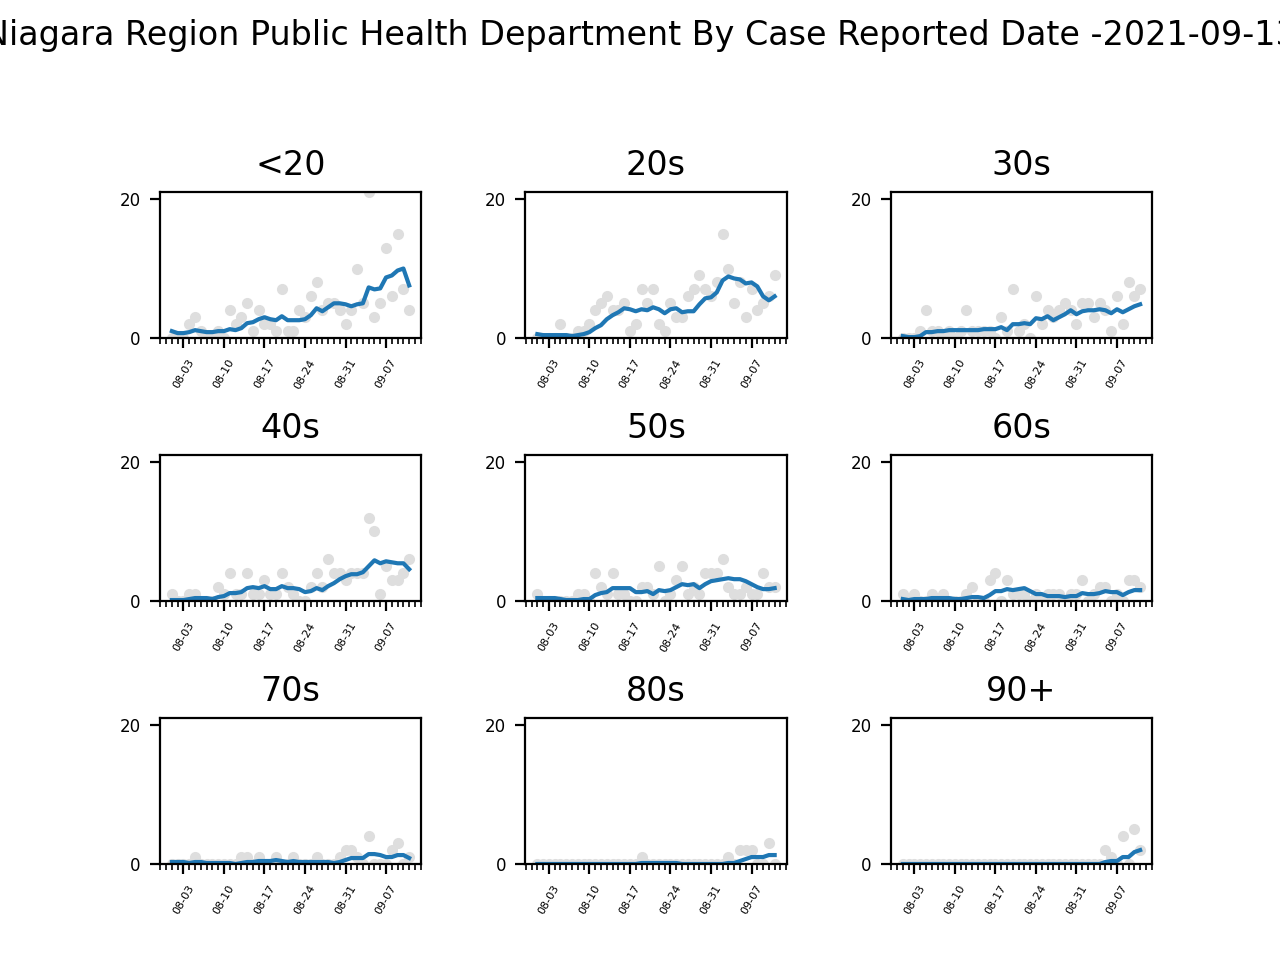 Niagara Region Public Health Department By Case Reported Date -2021-09-13
<20 20s 30s
20 20 20
0 0 0
08-03 08-10 08-17 08-24 08-31 09-07 08-03 08-10 08-17 08-24 08-31 09-07 08-03 08-10 08-17 08-24 08-31 09-07
40s 50s 60s
20 20 20
0 0 0
08-03 08-10 08-17 08-24 08-31 09-07 08-03 08-10 08-17 08-24 08-31 09-07 08-03 08-10 08-17 08-24 08-31 09-07
70s 80s 90+
20 20 20
0 0 0
08-03 08-10 08-17 08-24 08-31 09-07 08-03 08-10 08-17 08-24 08-31 09-07 08-03 08-10 08-17 08-24 08-31 09-07